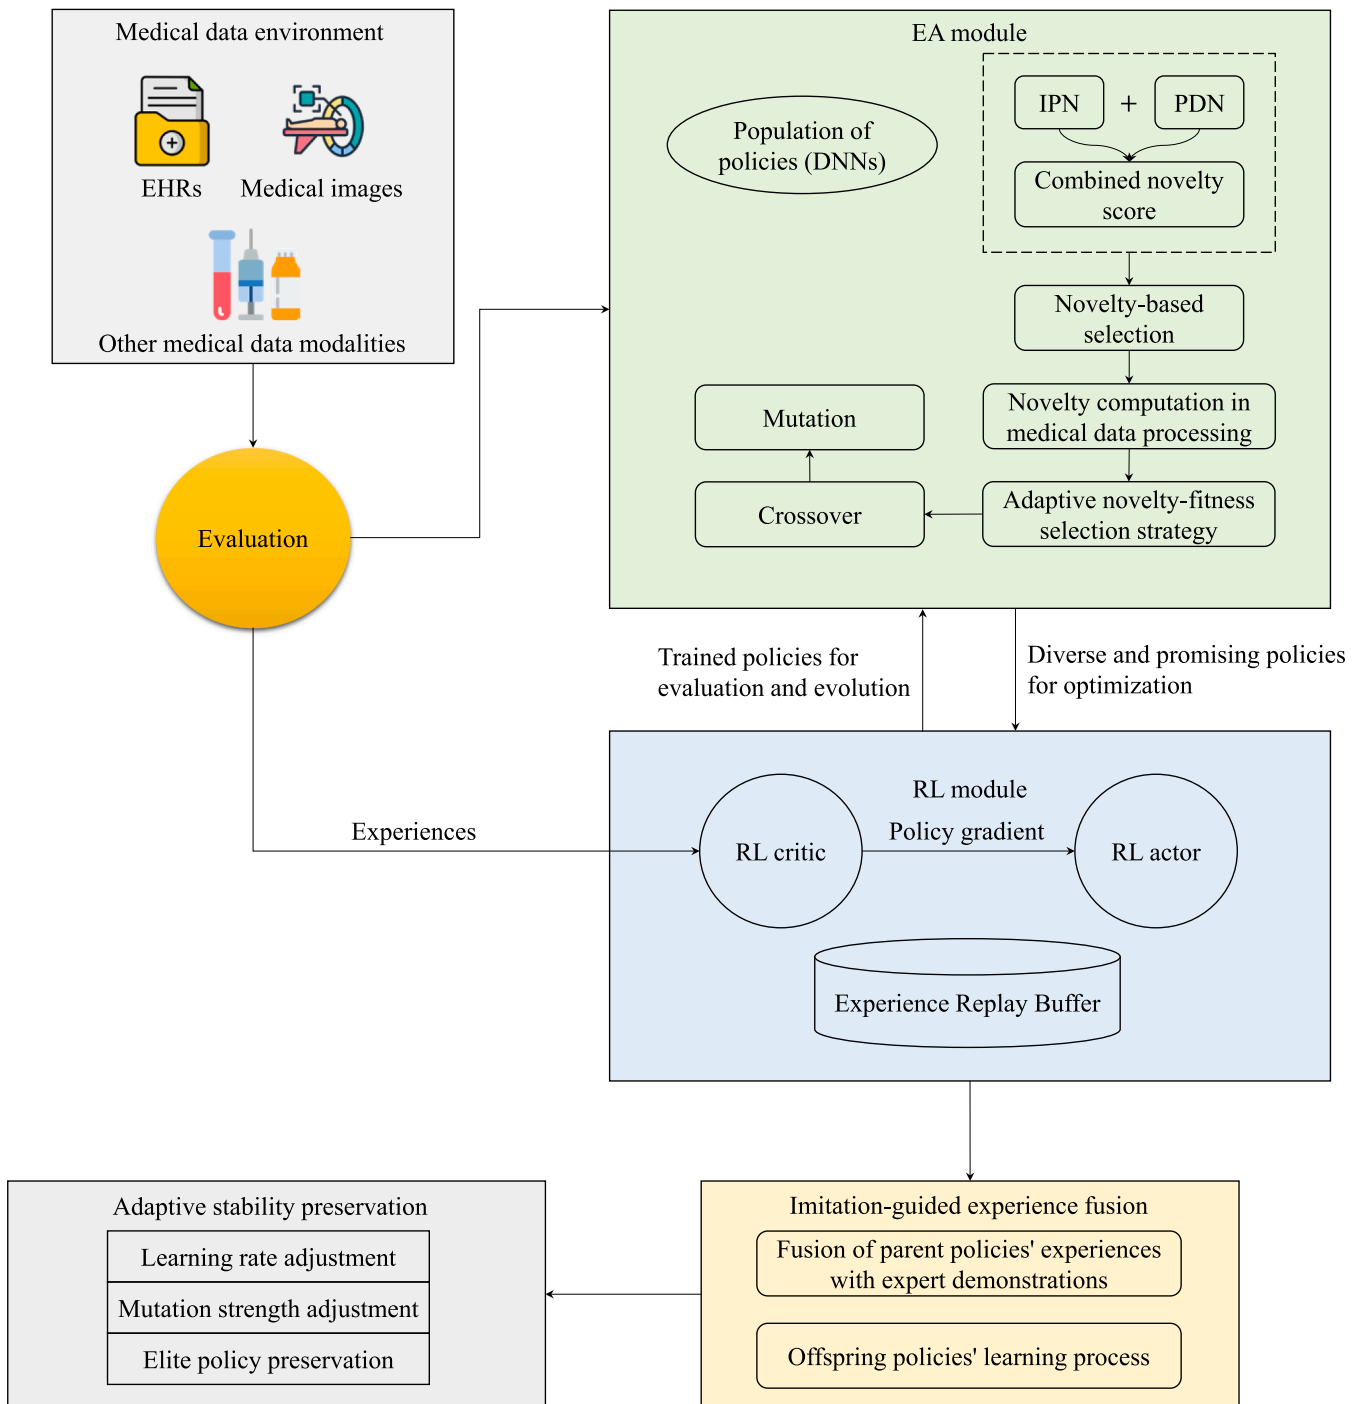 Medical data environment
EHRs
Medical images
Other medical data modalities
Evaluation
EA module
Population of
policies (DNNs)
IPN
+
PDN
Combined novelty
score
Novelty-based
selection
Novelty computation in
medical data processing
Adaptive novelty-fitness
selection strategy
Crossover
Mutation
Trained policies for
evaluation and evolution
Diverse and promising policies
for optimization
Experiences
RL module
RL critic
Policy gradient
RL actor
Experience Replay Buffer
Imitation-guided experience fusion
Fusion of parent policies' experiences
with expert demonstrations
Offspring policies' learning process
Adaptive stability preservation
Learning rate adjustment
Mutation strength adjustment
Elite policy preservation